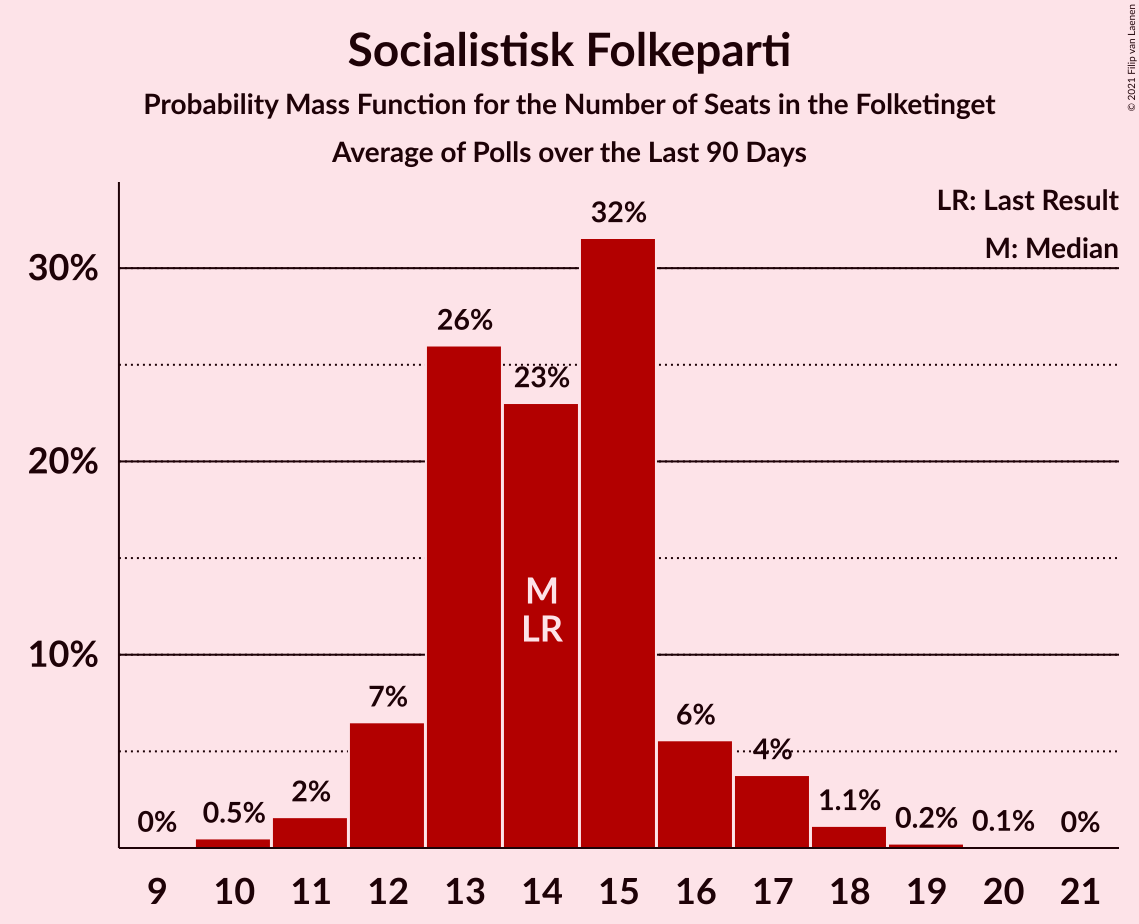 Socialistisk Folkeparti
Probability Mass Function for the Number of Seats in the Folketinget
Average of Polls over the Last 90 Days
© 2021 Filip van Laenen
LR: Last Result
M: Median
32%
30%
26%
23%
20%
M
LR
10%
7%
6%
4%
2%
1.1%
0% 0.5% 0.2% 0.1% 0%
9 10 11 12 13 14 15 16 17 18 19 20 21